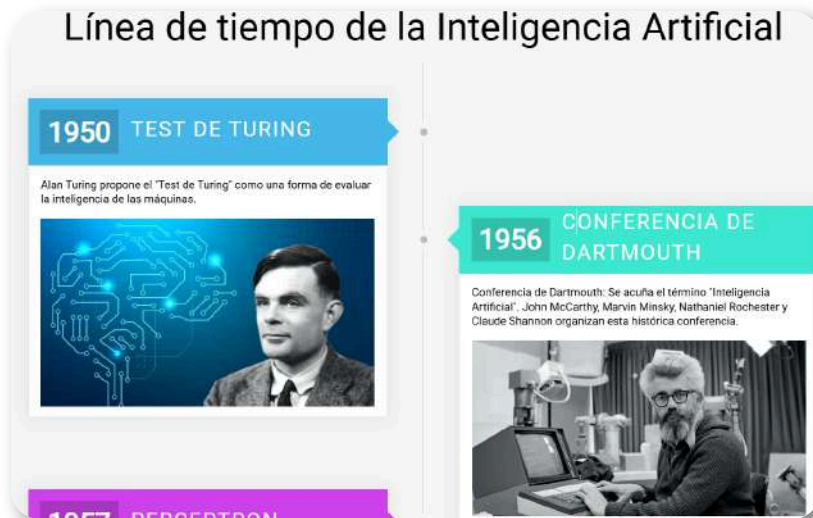 Línea de tiempo de la Inteligencia Artificial
1950 TEST DE TURING
Alan Turing propone el "Test de Turing" como una forma de evaluar
la inteligencia de las máquinas.
1956 CONFERENCIA DE
DARTMOUTH
Conferencia de Dartmouth: Se acuña el término "Inteligencia
Artificial". John McCarthy, Marvin Minsky, Nathaniel Rochester y
Claude Shannon organizan esta histórica conferencia.
1957 PERCEPTRON